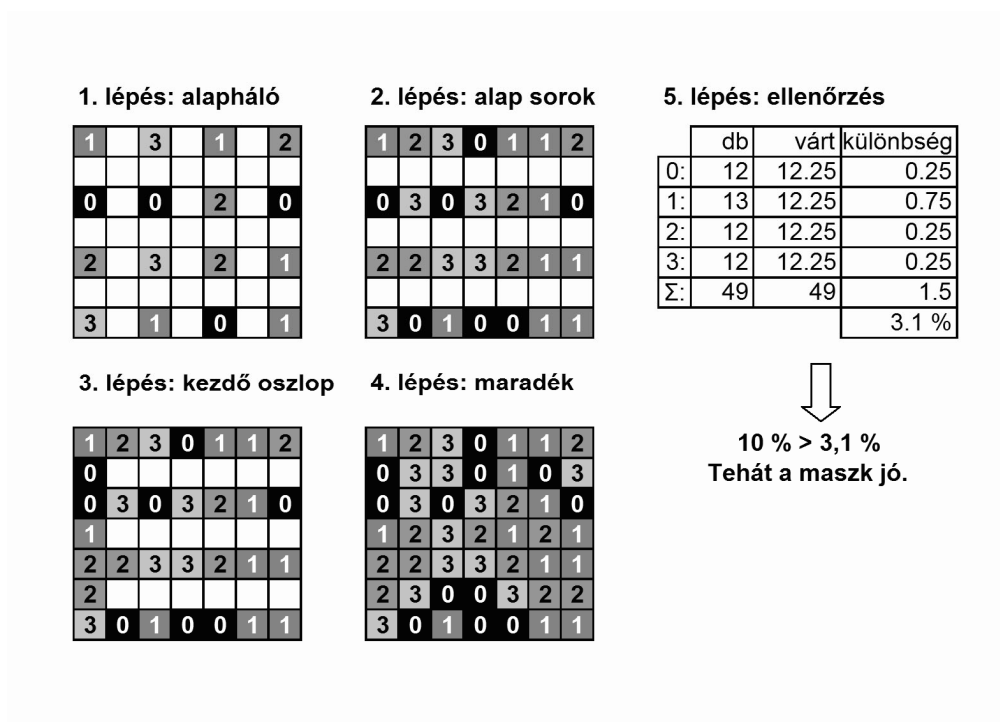 1. lépés: alapháló
1 3 1 2
0 0 2 0
2 3 2 1
3 1 0 1
2. lépés: alap sorok
1 2 3 0 1 1 2
0 3 0 3 2 1 0
2 2 3 3 2 1 1
3 0 1 0 0 1 1
5. lépés: ellenőrzés
db várt különbség
0: 12 12.25 0.25
1: 13 12.25 0.75
2: 12 12.25 0.25
3: 12 12.25 0.25
Σ: 49 49 1.5
3.1 %
3. lépés: kezdő oszlop
1 2 3 0 1 1 2
0
0 3 0 3 2 1 0
1
2 2 3 3 2 1 1
2
3 0 1 0 0 1 1
4. lépés: maradék
1 2 3 0 1 1 2
0 3 3 0 1 0 3
0 3 0 3 2 1 0
1 2 3 2 1 2 1
2 2 3 3 2 1 1
2 3 0 0 3 2 2
3 0 1 0 0 1 1
10 % > 3,1 %
Tehát a maszk jó.